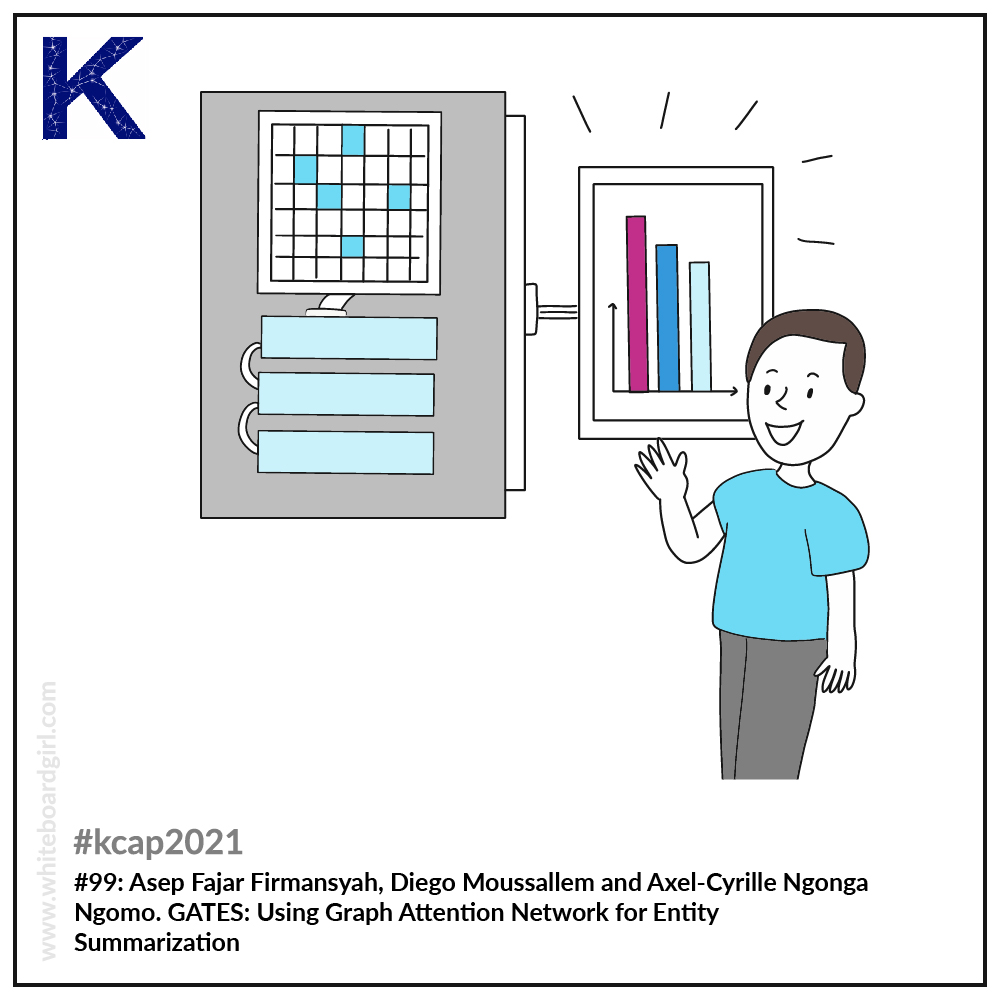 K
www.whiteboardgirl.com
#kcap2021
#99: Asep Fajar Firmansyah, Diego Moussallem and Axel-Cyrille Ngonga
Ngomo. GATES: Using Graph Attention Network for Entity
Summarization